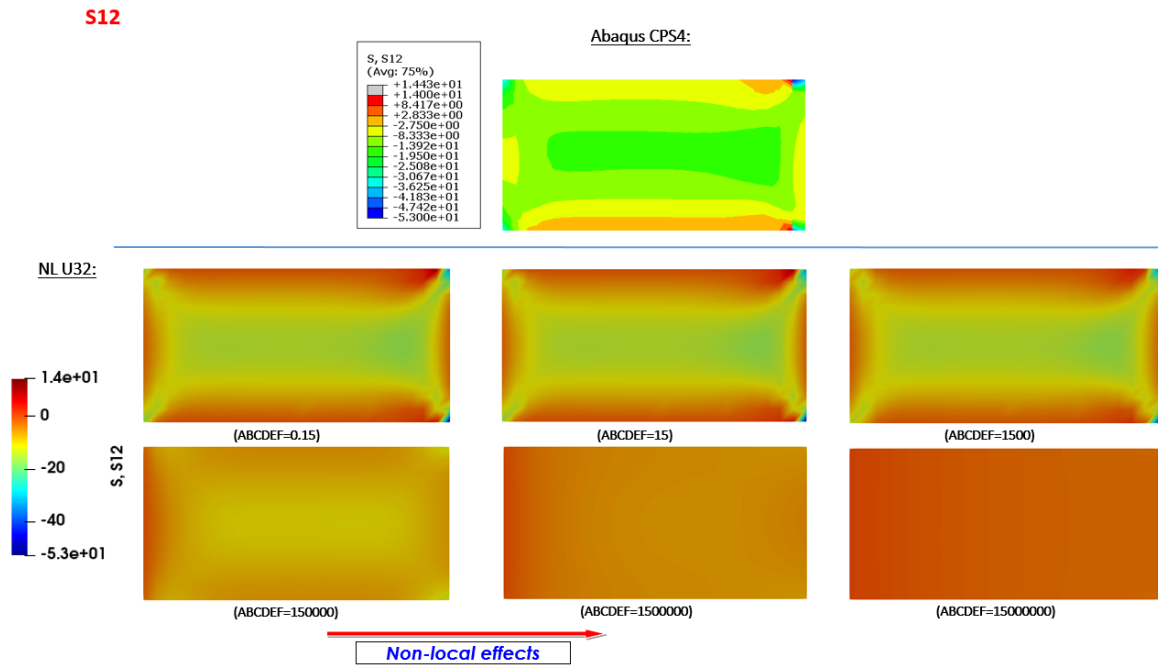 S12
Abaqus CPS4:
S, S12
(Avg: 75%)
+1.443e+01
+1.400e+01
+8.417e+00
+2.833e+00
-2.750e+00
-8.333e+00
-1.392e+01
-1.950e+01
-2.508e+01
-3.067e+01
-3.625e+01
-4.183e+01
-4.742e+01
-5.300e+01
NL U32:
1.4e+01
0
-20
-40
-5.3e+01
S, S12
(ABCDEF=0.15)
(ABCDEF=15)
(ABCDEF=1500)
(ABCDEF=150000)
(ABCDEF=1500000)
(ABCDEF=15000000)
Non-local effects